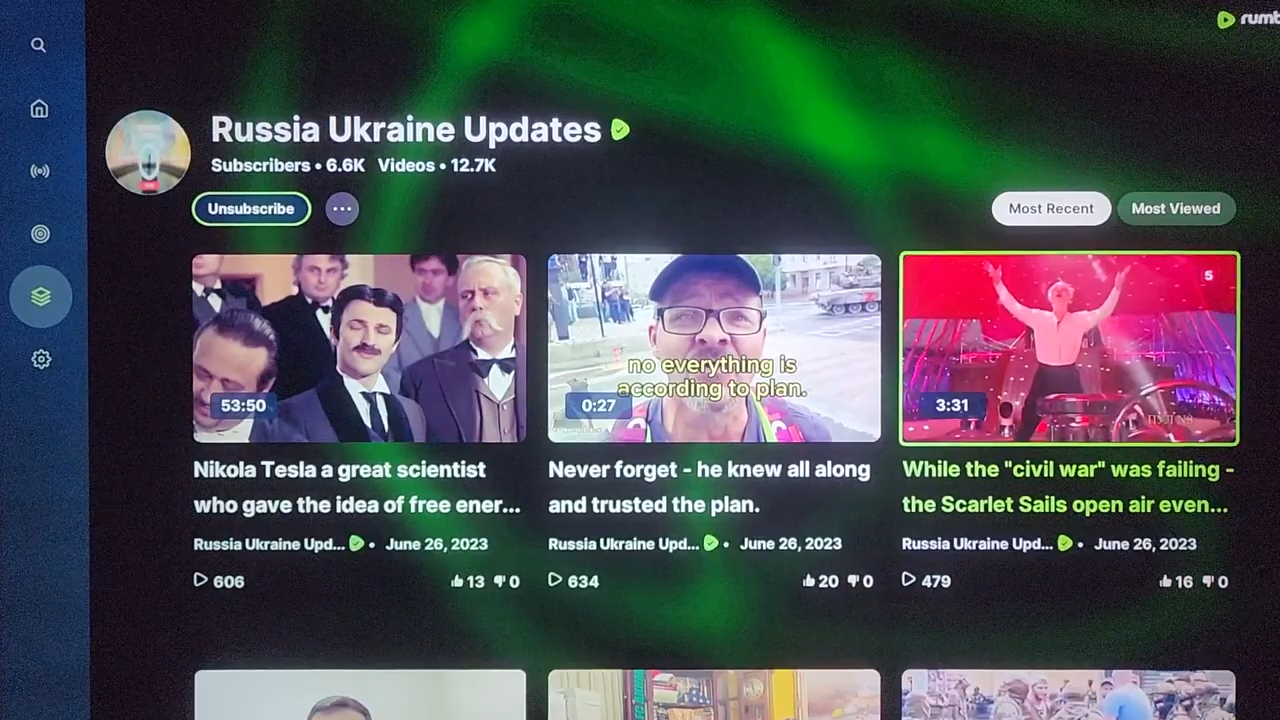 rumb
Russia Ukraine Updates
Subscribers • 6.6K Videos • 12.7K
Unsubscribe
Most Recent
Most Viewed
53:50
no everything is
according to plan.
0:27
5
3:31
Nikola Tesla a great scientist
who gave the idea of free ener...
Never forget - he knew all along
and trusted the plan.
While the "civil war" was failing -
the Scarlet Sails open air even...
Russia Ukraine Upd... • June 26, 2023
Russia Ukraine Upd... • June 26, 2023
Russia Ukraine Upd... • June 26, 2023
606
13
0
634
20
0
479
16
0